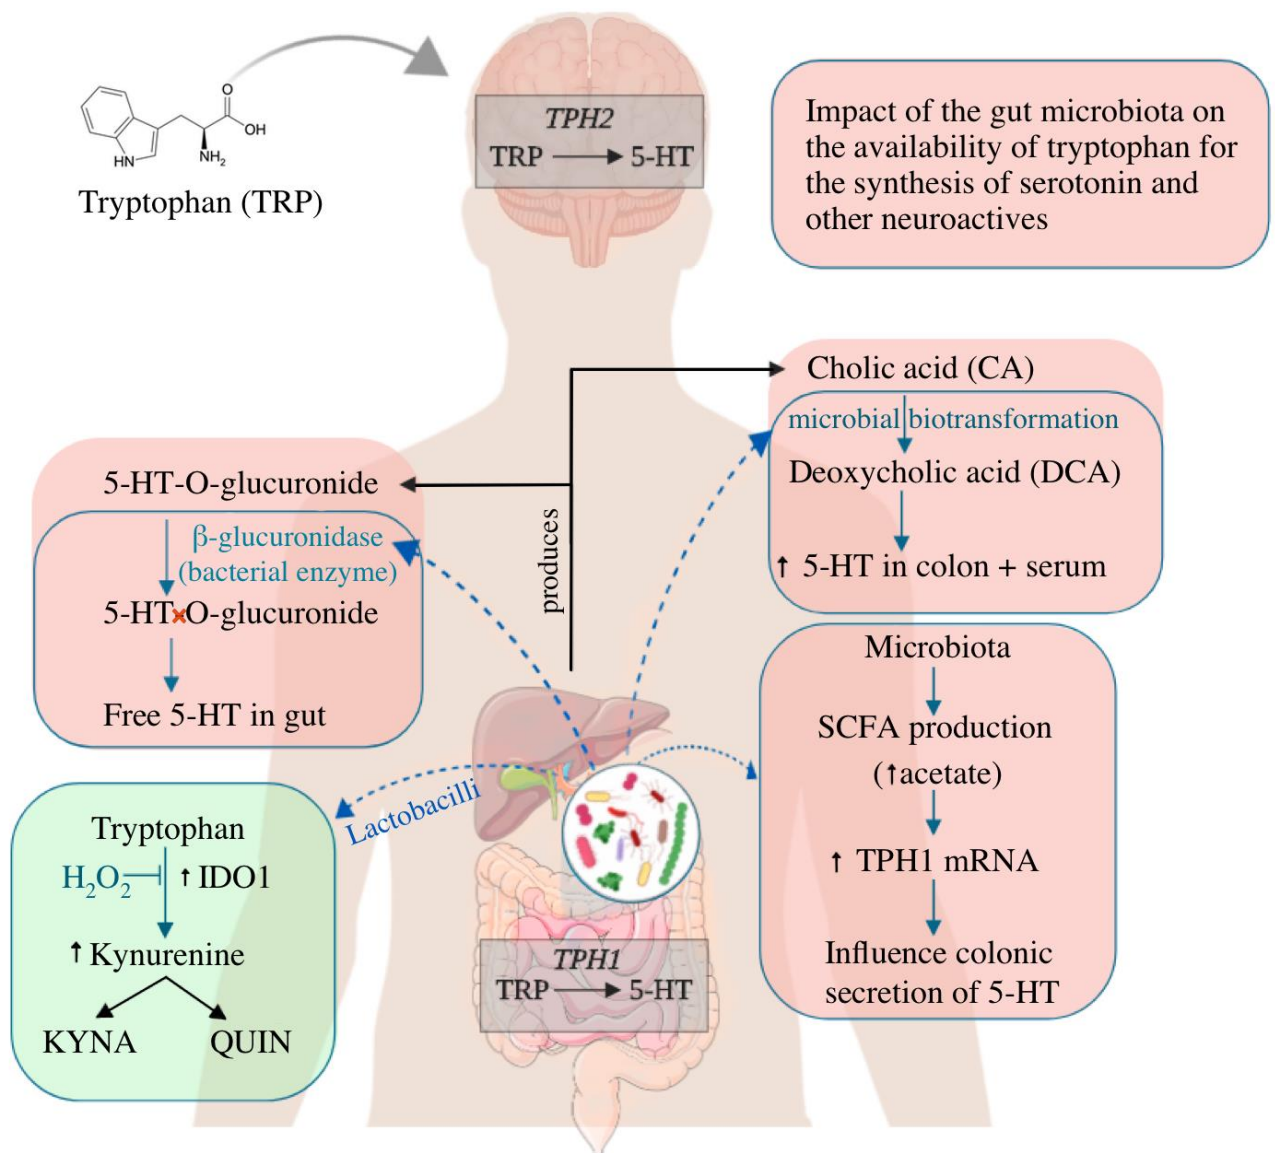 O
OH
NH2
HN
Tryptophan (TRP)
TPH2
TRP → 5-HT
Impact of the gut microbiota on
the availability of tryptophan for
the synthesis of serotonin and
other neuroactives
Cholic acid (CA)
microbial biotransformation
Deoxycholic acid (DCA)
↑ 5-HT in colon + serum
5-HT-O-glucuronide
β-glucuronidase
(bacterial enzyme)
5-HT×O-glucuronide
Free 5-HT in gut
produces
Microbiota
SCFA production
(↑acetate)
↑ TPH1 mRNA
Influence colonic
secretion of 5-HT
Lactobacilli
Tryptophan
H2O2 ↑ IDO1
↑ Kynurenine
KYNA QUIN
TPH1
TRP → 5-HT